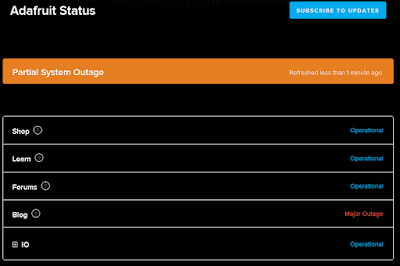 Adafruit Status
SUBSCRIBE TO UPDATES
Partial System Outage
Refreshed less than 1 minute ago
Shop ?
Operational
Learn ?
Operational
Forums ?
Operational
Blog ?
Major Outage
IO
Operational